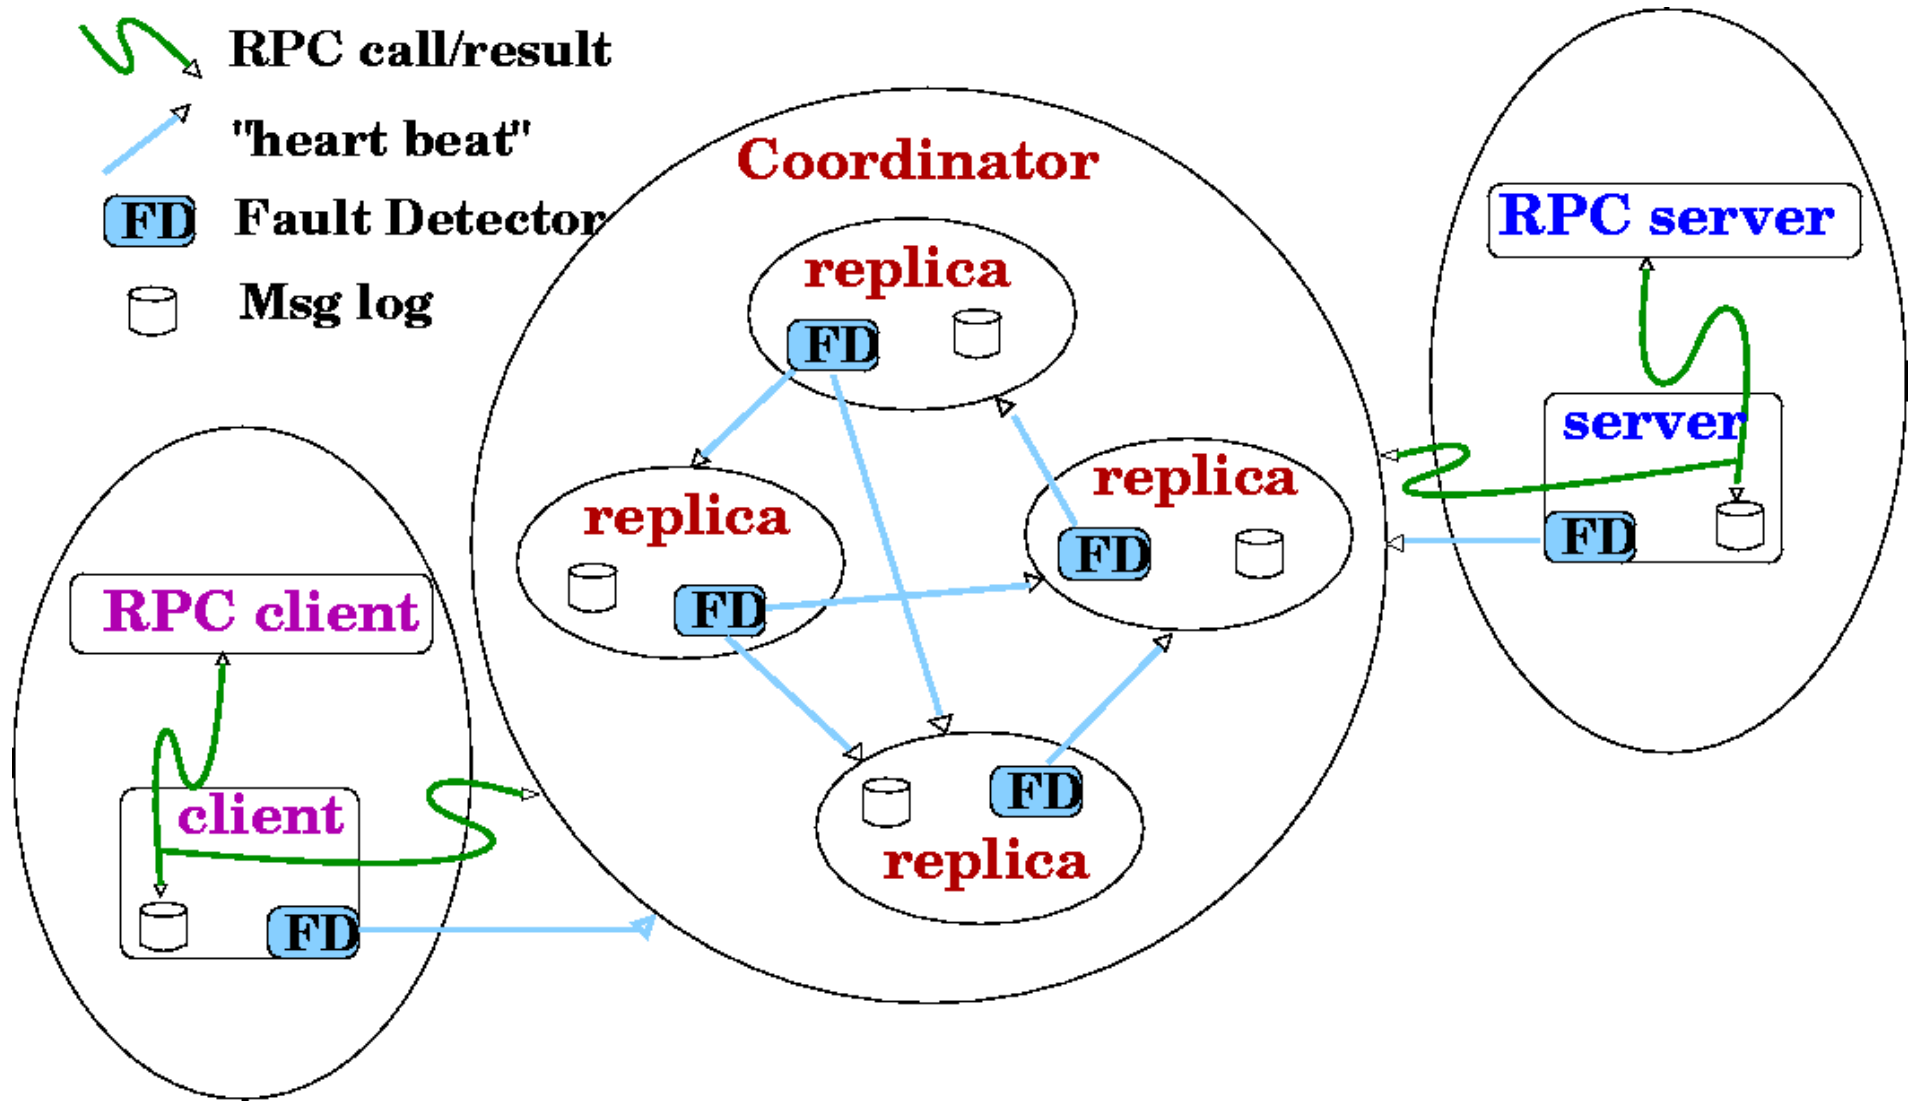 RPC call/result
"heart beat"
FD Fault Detector
Msg log
Coordinator
replica
FD
replica
FD
replica
FD
FD
replica
RPC server
server
FD
RPC client
client
FD